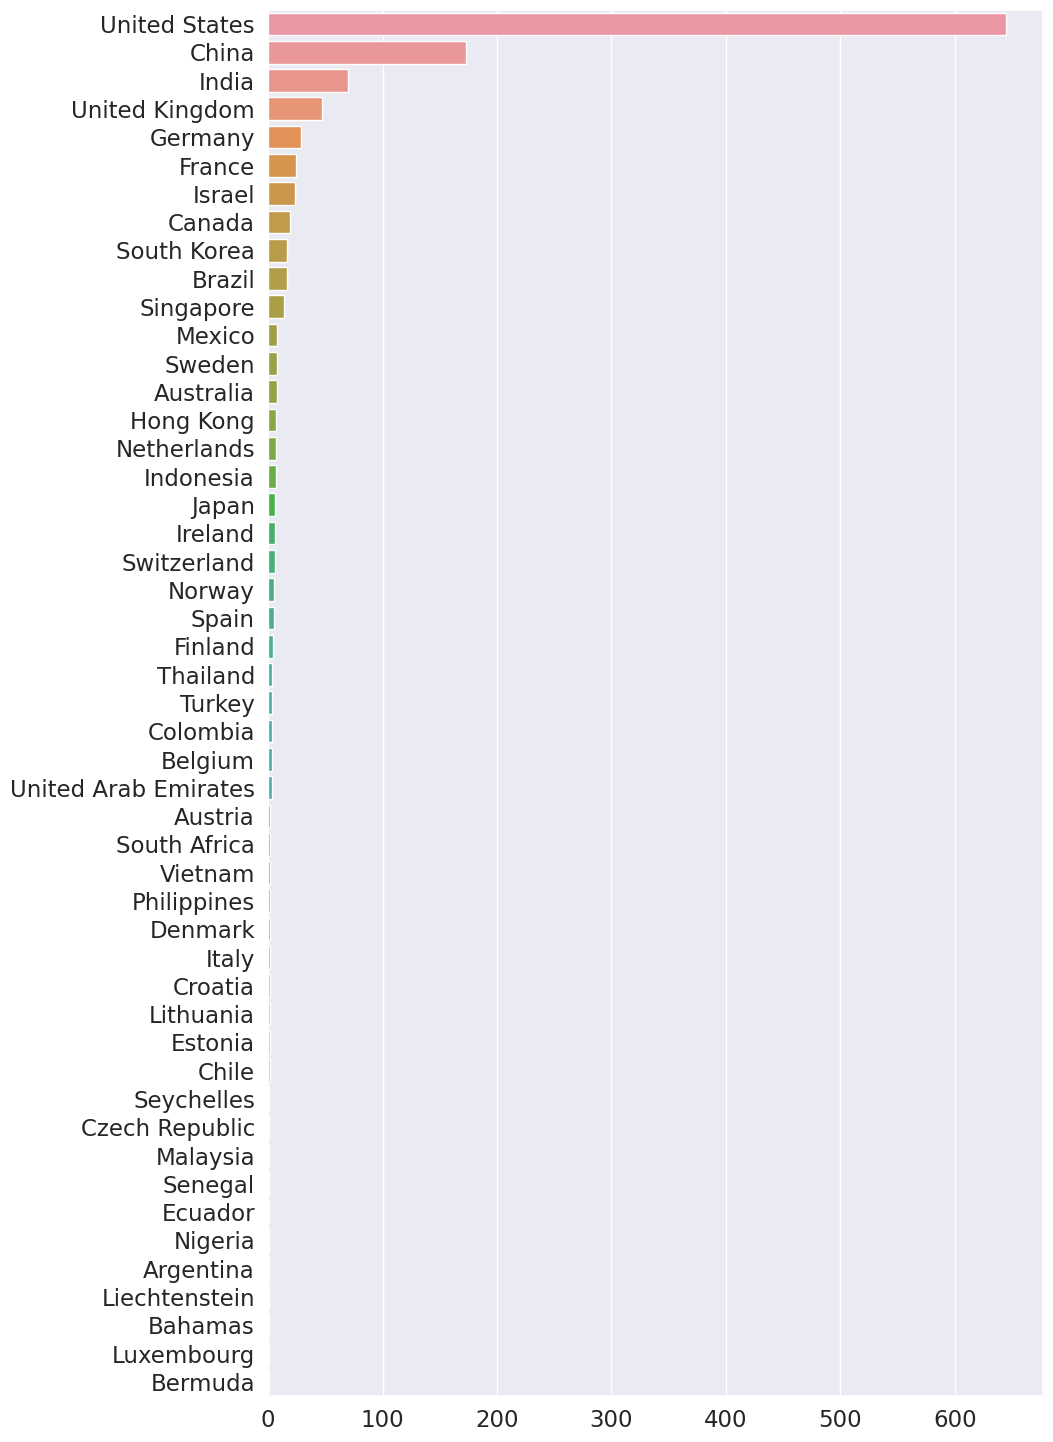 United States
China
India
United Kingdom
Germany
France
Israel
Canada
South Korea
Brazil
Singapore
Mexico
Sweden
Australia
Hong Kong
Netherlands
Indonesia
Japan
Ireland
Switzerland
Norway
Spain
Finland
Thailand
Turkey
Colombia
Belgium
United Arab Emirates
Austria
South Africa
Vietnam
Philippines
Denmark
Italy
Croatia
Lithuania
Estonia
Chile
Seychelles
Czech Republic
Malaysia
Senegal
Ecuador
Nigeria
Argentina
Liechtenstein
Bahamas
Luxembourg
Bermuda
0 100 200 300 400 500 600